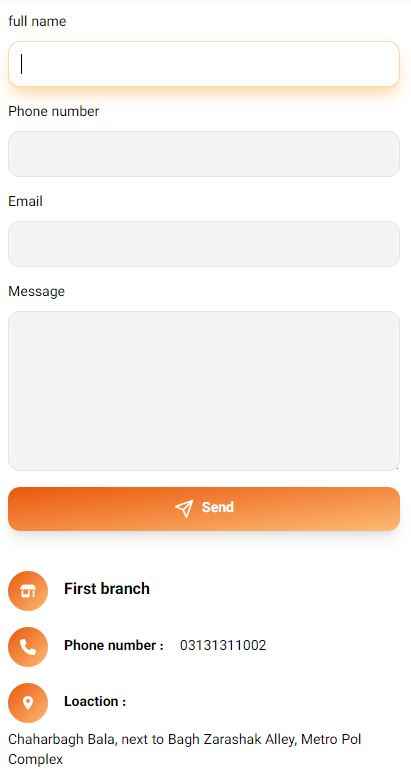 full name
Phone number
Email
Message
Send
First branch
Phone number : 03131311002
Loaction :
Chaharbagh Bala, next to Bagh Zarashak Alley, Metro Pol
Complex